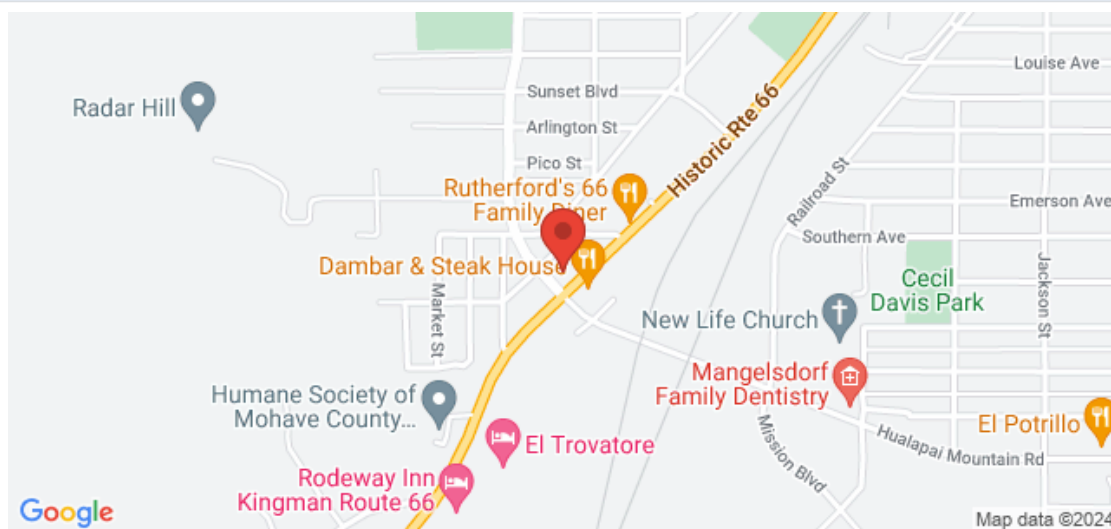 Louise Ave
Radar Hill
Sunset Blvd
Arlington St
Historic Rte 66
Pico St
Railroad St
Rutherford's 66
Family Diner
Emerson Ave
Southern Ave
Dambar & Steak House
Cecil
Davis Park
Jackson St
Market St
New Life Church
Mangelsdorf
Family Dentistry
Humane Society of
Mohave County...
El Potrillo
El Trovatore
Mission Blvd
Hualapai Mountain Rd
Rodeway Inn
Kingman Route 66
Google
Map data ©2024